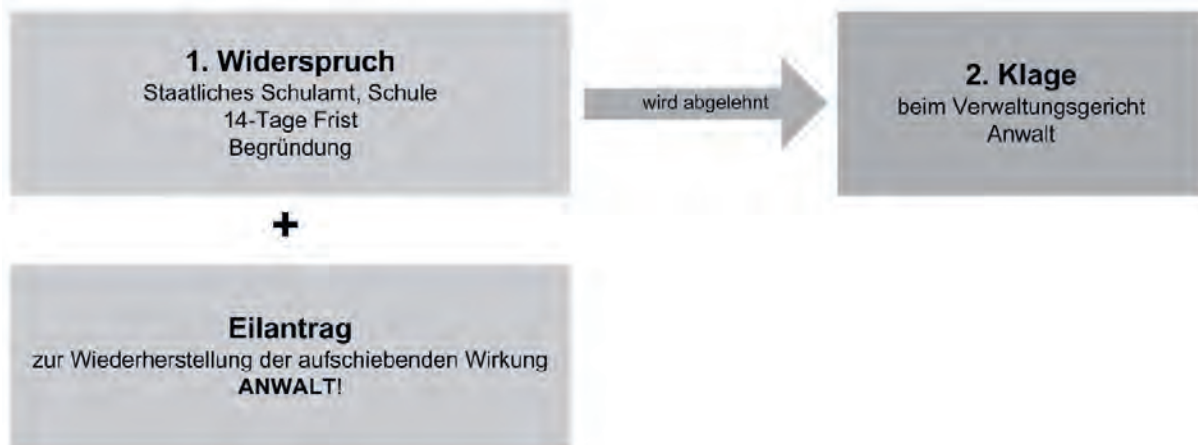 1. Widerspruch
Staatliches Schulamt, Schule
14-Tage Frist
Begründung
wird abgelehnt
2. Klage
beim Verwaltungsgericht
Anwalt
+
Eilantrag
zur Wiederherstellung der aufschiebenden Wirkung
ANWALT!